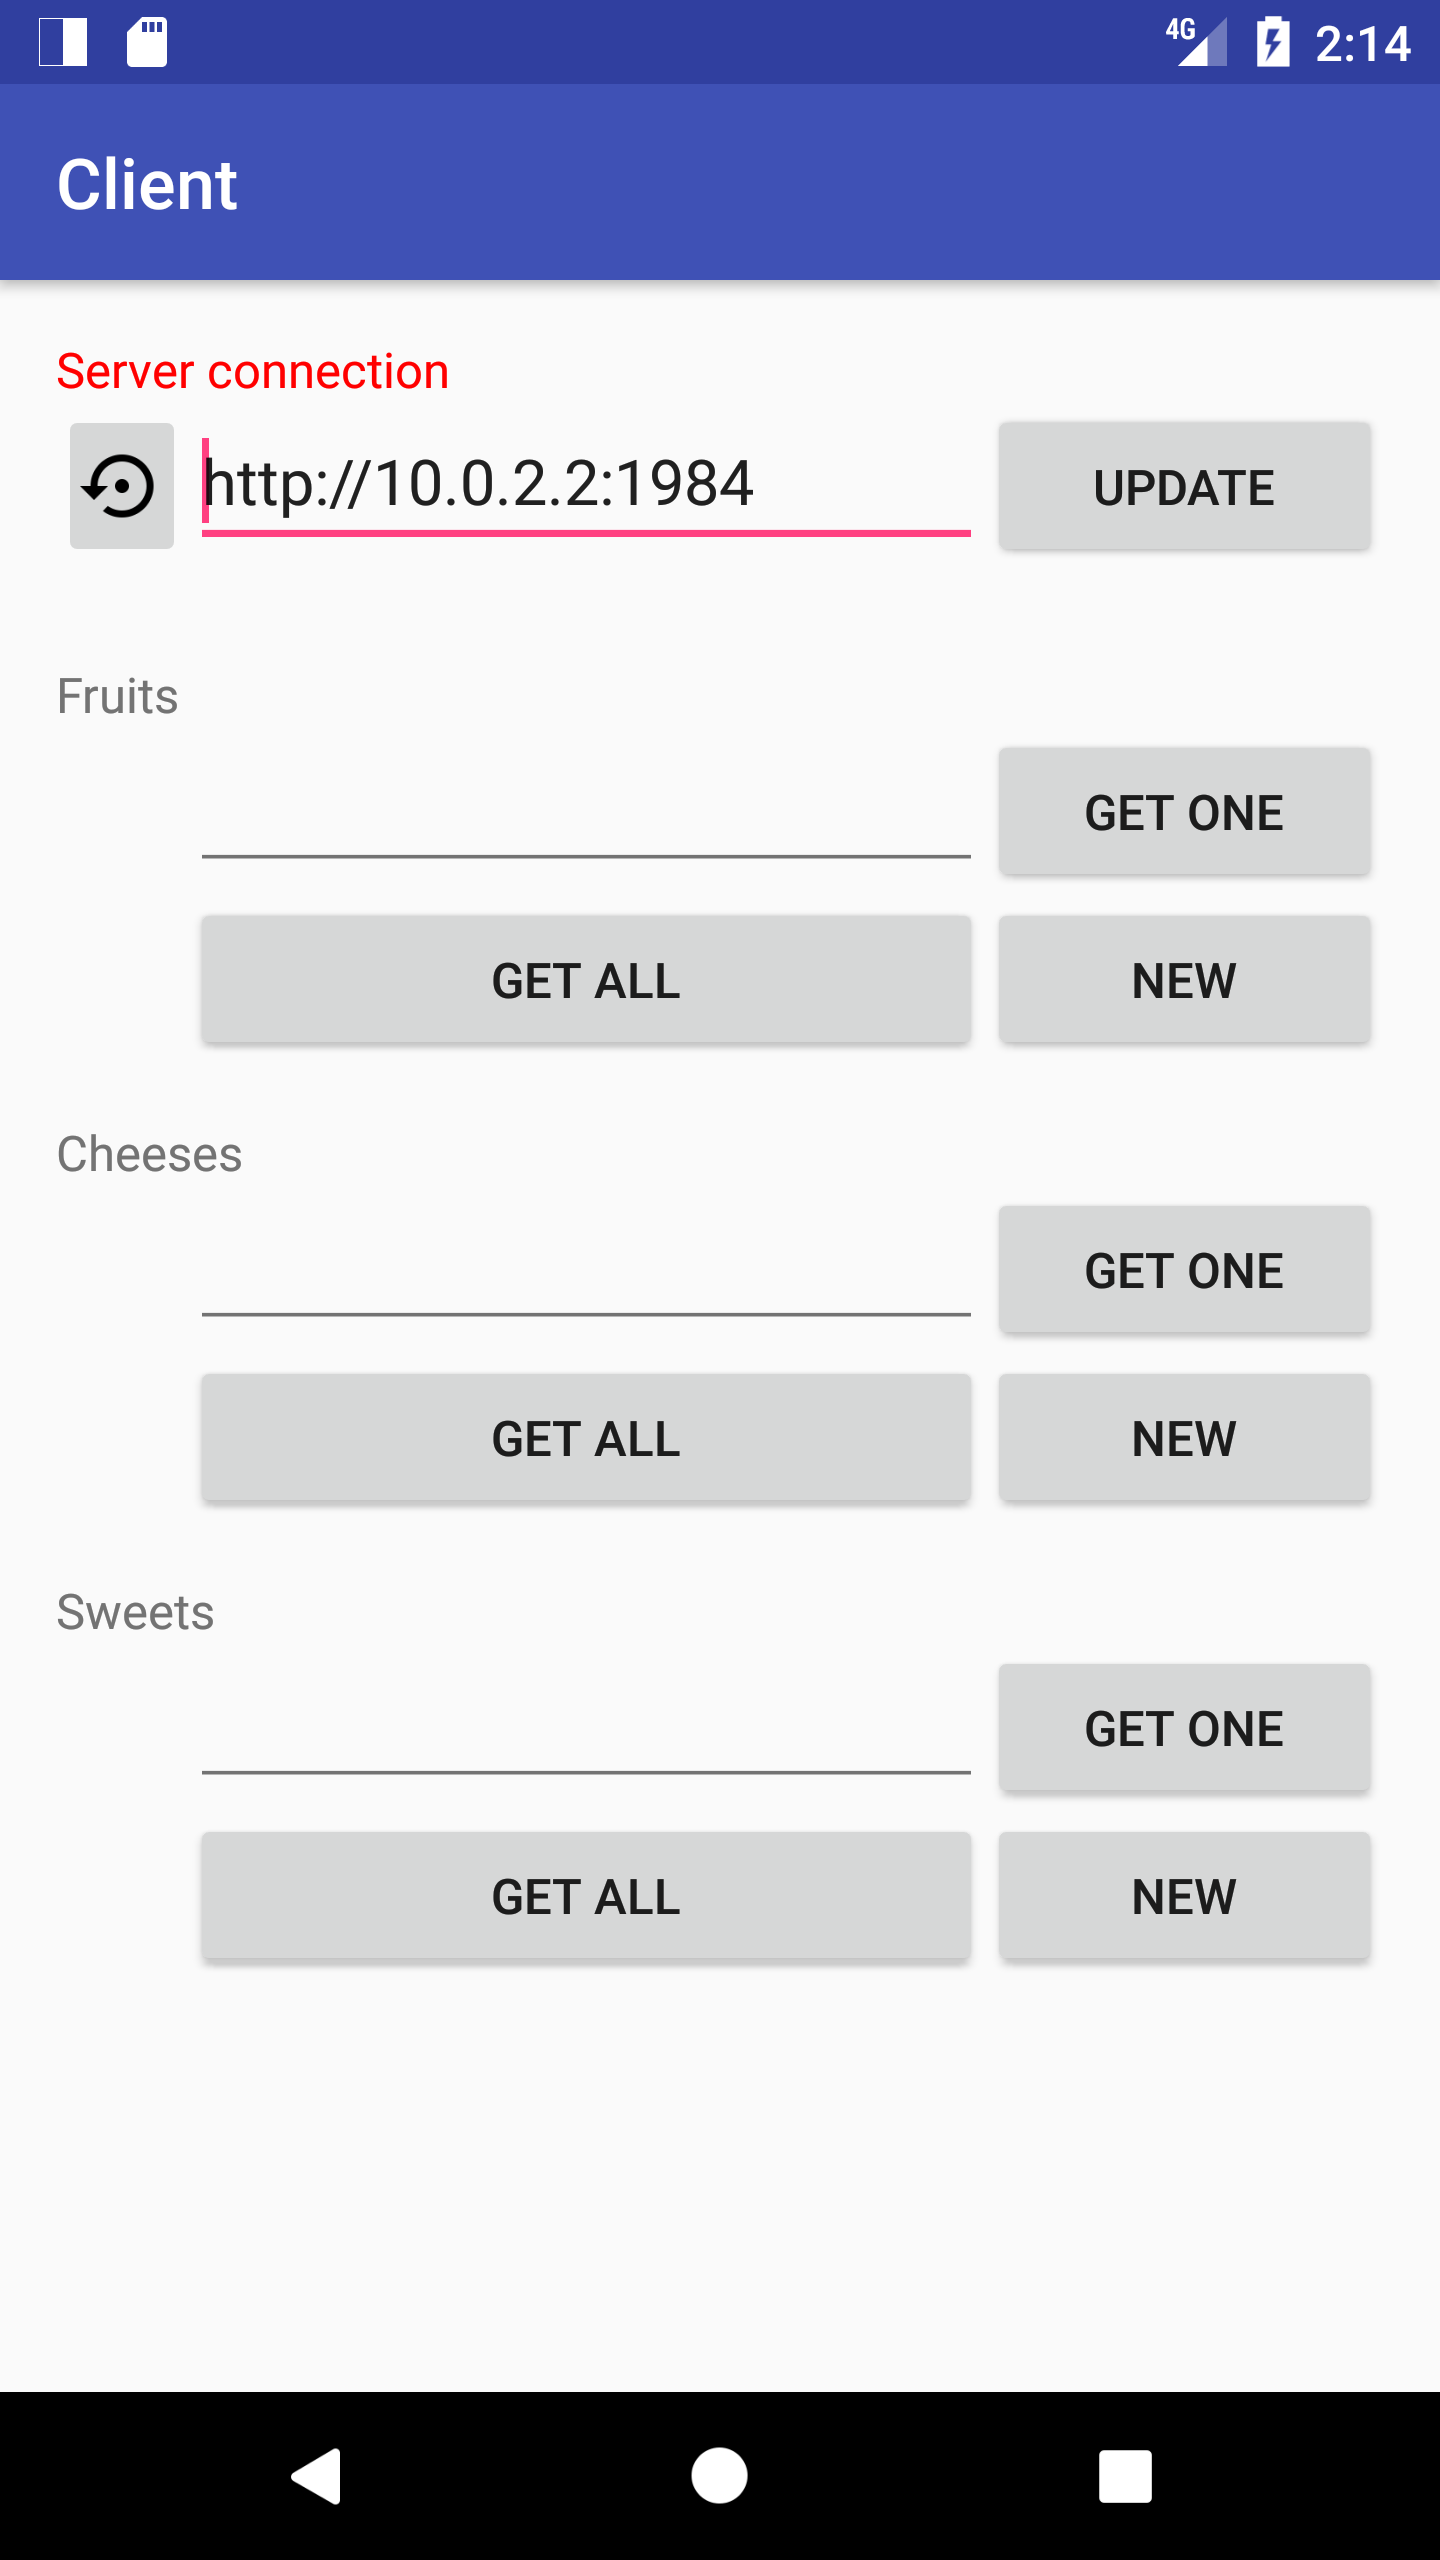 4G 2:14
Client
Server connection
http://10.0.2.2:1984 UPDATE
Fruits
GET ONE
GET ALL NEW
Cheeses
GET ONE
GET ALL NEW
Sweets
GET ONE
GET ALL NEW